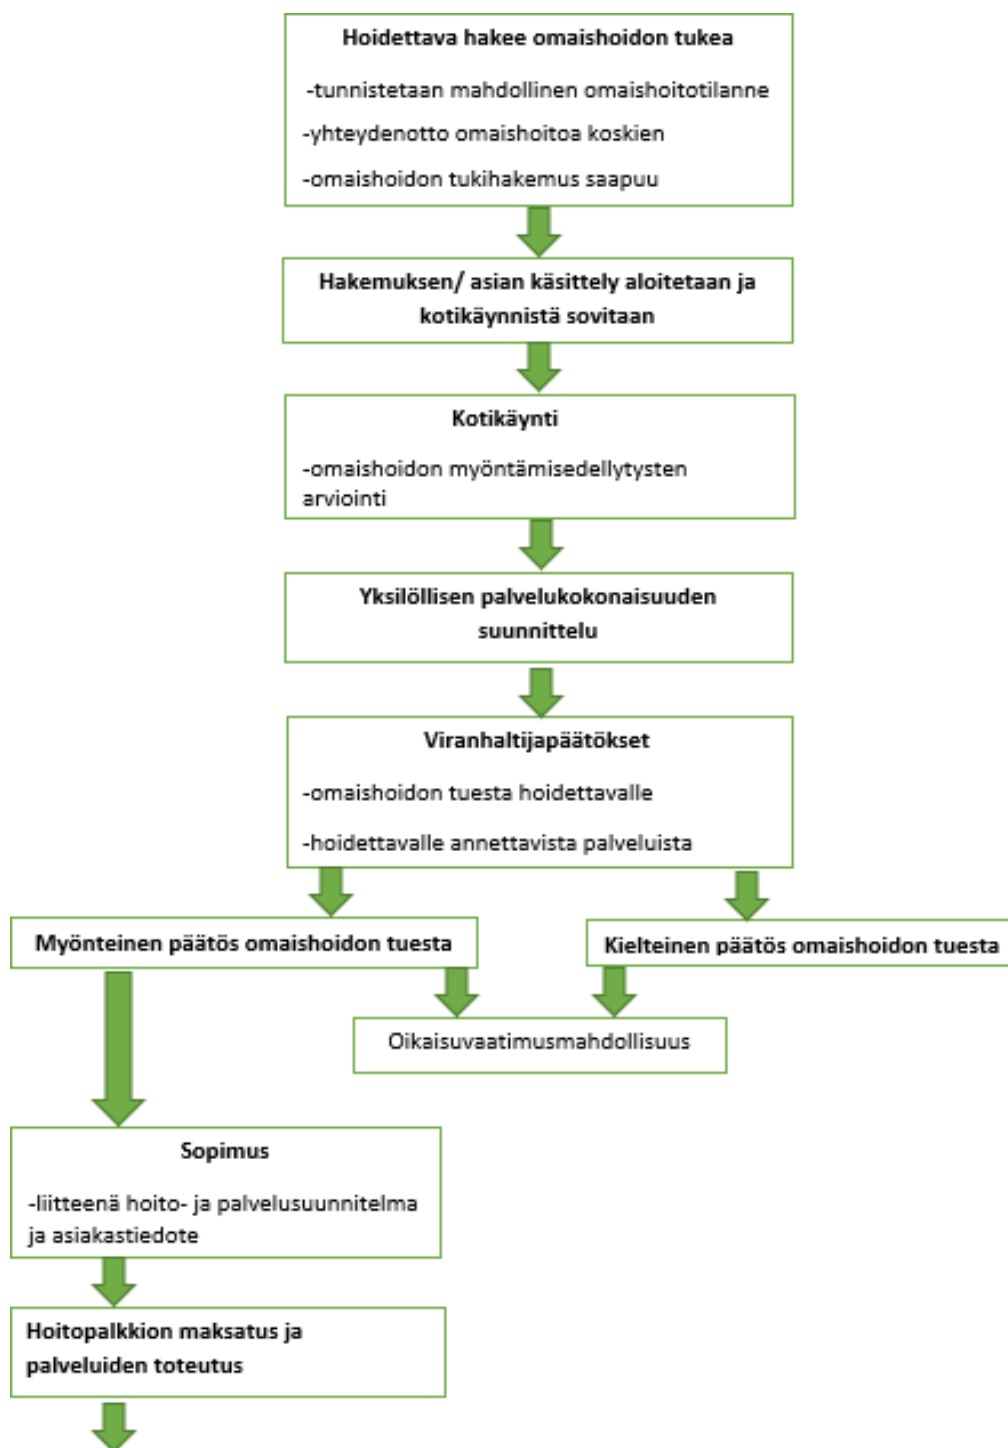 Hoidettava hakee omaishoidon tukea
-tunnistetaan mahdollinen omaishoitotilanne
-yhteydenotto omaishoitoa koskien
-omaishoidon tukihakemus saapuu
Hakemuksen/ asian käsittely aloitetaan ja
kotikäynnistä sovitaan
Kotikäynti
-omaishoidon myöntämisedellytysten
arviointi
Yksilöllisen palvelukokonaisuuden
suunnittelu
Viranhaltijapäätökset
-omaishoidon tuesta hoidettavalle
-hoidettavalle annettavista palveluista
Myönteinen päätös omaishoidon tuesta
Kielteinen päätös omaishoidon tuesta
Oikaisuvaatimusmahdollisuus
Sopimus
-liitteenä hoito- ja palvelusuunnitelma
ja asiakastiedote
Hoitopalkkion maksatus ja
palveluiden toteutus